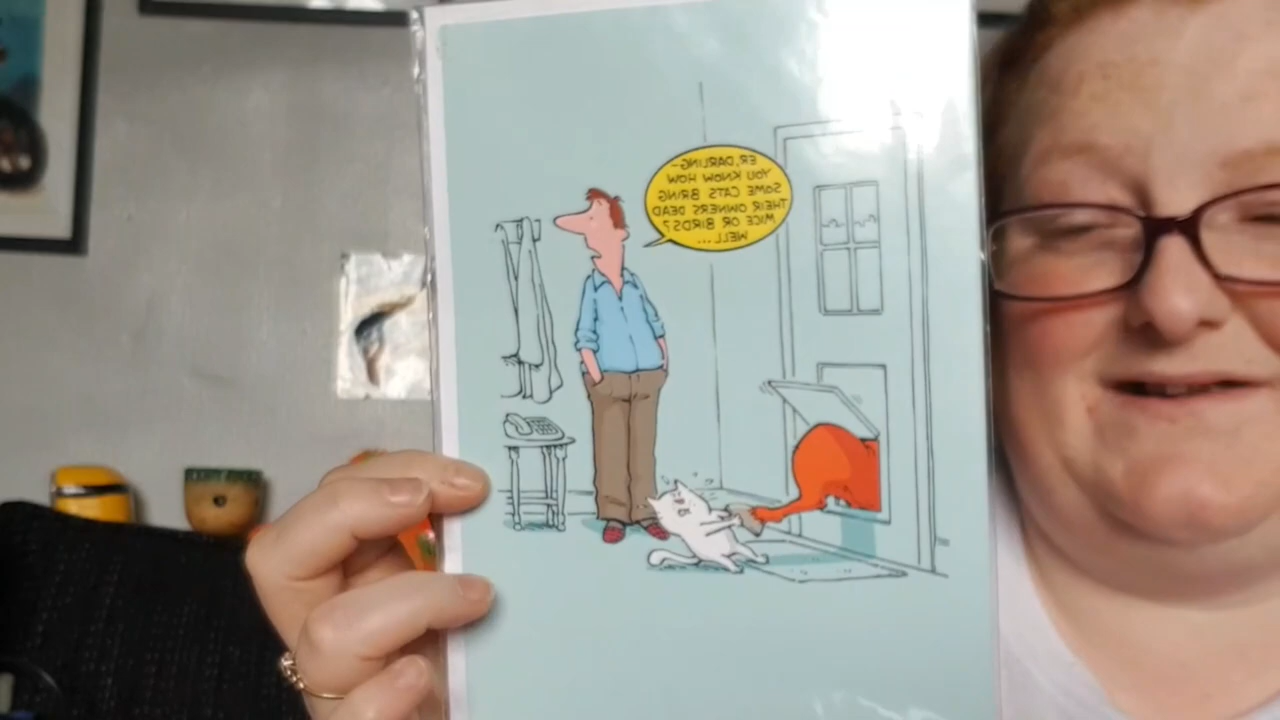 ER, DARLING-
YOU KNOW HOW
SOME CATS BRING
THEIR OWNERS DEAD
MICE OR BIRDS?
WELL...